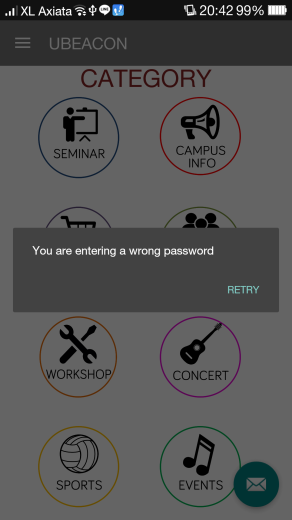 XL Axiata 20:42 99%
UBEACON
CATEGORY
SEMINAR
CAMPUS
INFO
You are entering a wrong password
RETRY
WORKSHOP
CONCERT
SPORTS
EVENTS